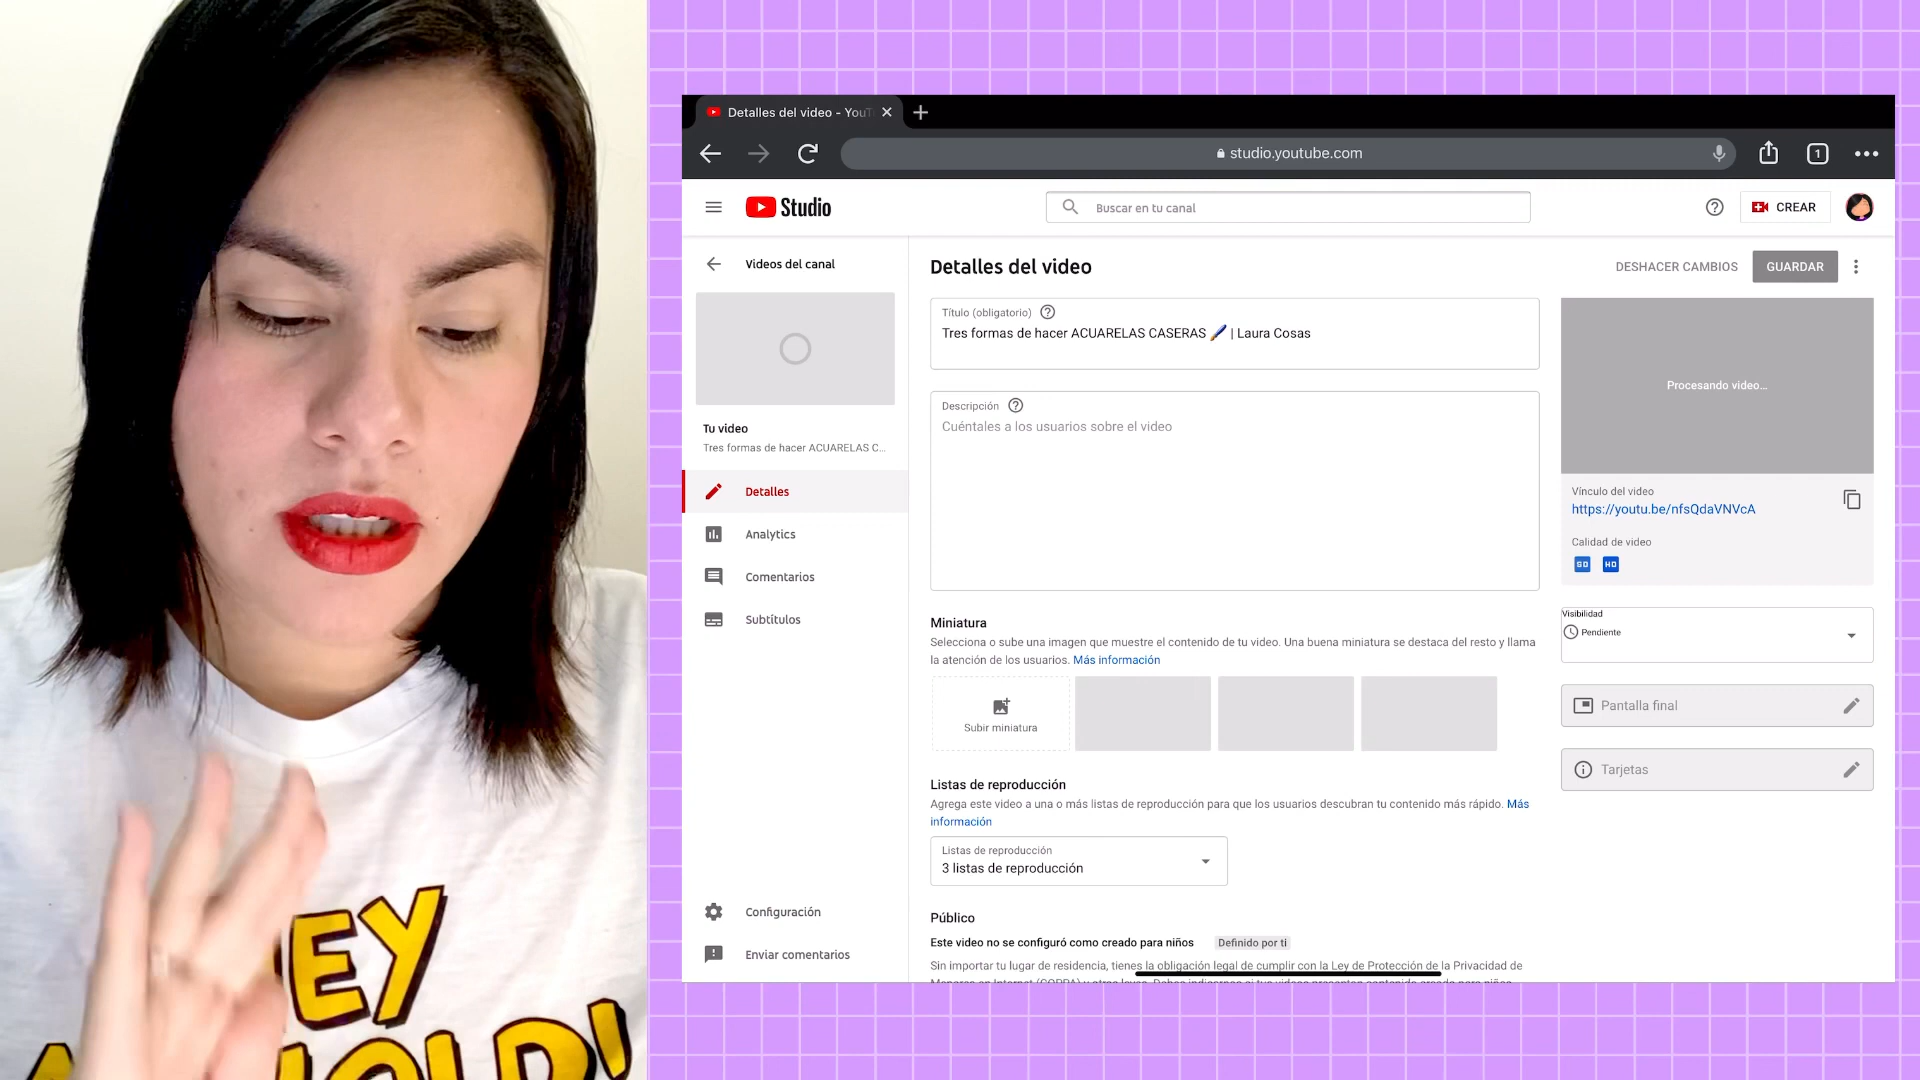 Detalles del video - YouT
studio.youtube.com
1
Studio
Buscar en tu canal
CREAR
Videos del canal
Detalles del video
DESHACER CAMBIOS
GUARDAR
Título (obligatorio)
Tres formas de hacer ACUARELAS CASERAS 🖌️ | Laura Cosas
Procesando video...
Descripción
Cuéntales a los usuarios sobre el video
Tu video
Tres formas de hacer ACUARELAS C...
Detalles
Analytics
Comentarios
Subtítulos
Vínculo del video
https://youtu.be/nfsQdaVNVcA
Calidad de video
SD HD
Visibilidad
Pendiente
Miniatura
Selecciona o sube una imagen que muestre el contenido de tu video. Una buena miniatura se destaca del resto y llama
la atención de los usuarios. Más información
Subir miniatura
Pantalla final
Tarjetas
Listas de reproducción
Agrega este video a una o más listas de reproducción para que los usuarios descubran tu contenido más rápido. Más
información
Listas de reproducción
3 listas de reproducción
Configuración
Enviar comentarios
Público
Este video no se configuró como creado para niños
Definido por ti
Sin importar tu lugar de residencia, tienes la obligación legal de cumplir con la Ley de Protección de la Privacidad de
EY